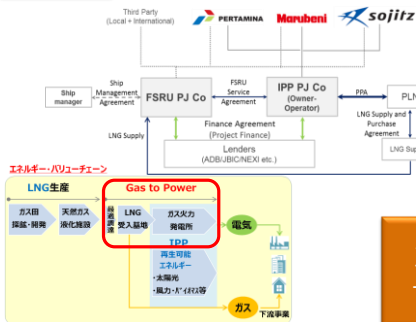 Third Party
(Local + International)
PERTAMINA
Marubeni
sojitz
Ship
manager
Ship
Management
Agreement
FSRU PJ Co
FSRU
Service
Agreement
IPP PJ Co
(Owner-
Operator)
PPA
PLN
Finance Agreement
(Project Finance)
LNG Supply and
Purchase
Agreement
LNG Supply
Lenders
(ADB/JBIC/NEXI etc.)
LNG Sup
エネルギー・バリューチェーン
LNG生産
Gas to Power
ガス田
探鉱・開発
天然ガス
液化施設
LNG
受入基地
ガス火力
発電所
電気
IPP
再生可能
エネルギー
・太陽光
・風力・バイオマス等
ガス
下流事業